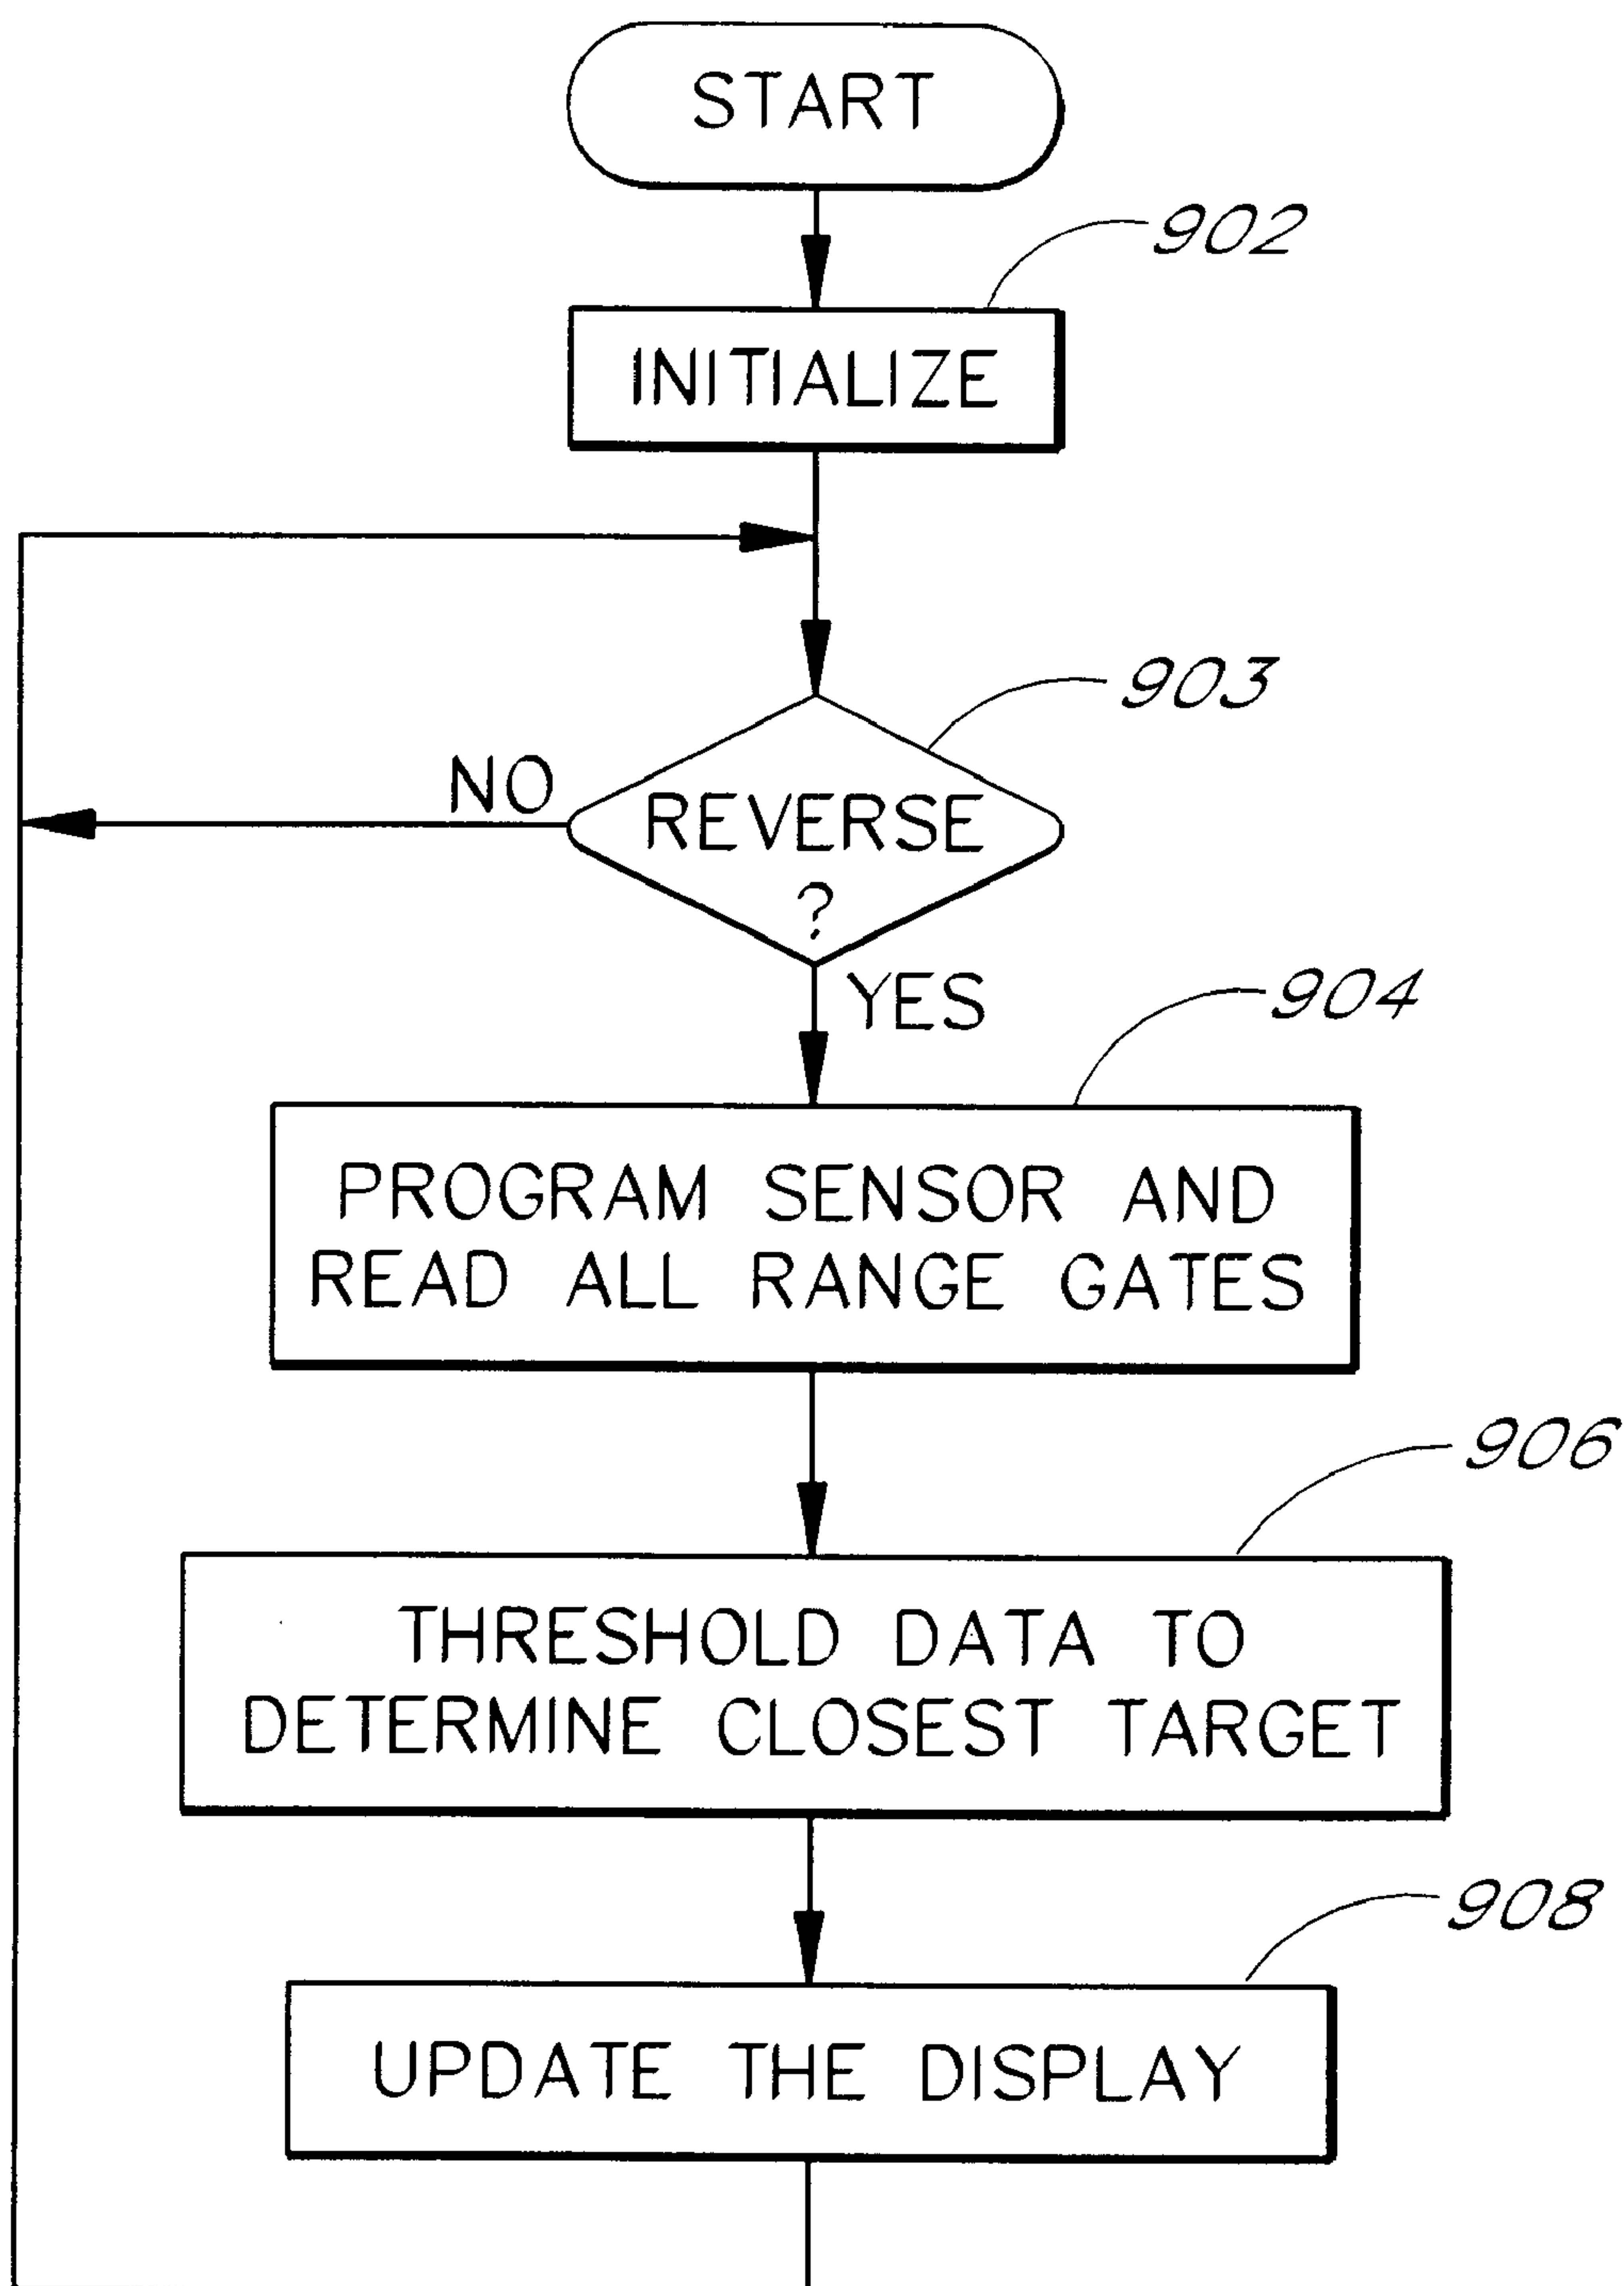 START
902
INITIALIZE
903
NO
REVERSE
?
YES
904
PROGRAM SENSOR AND
READ ALL RANGE GATES
906
THRESHOLD DATA TO
DETERMINE CLOSEST TARGET
908
UPDATE THE DISPLAY